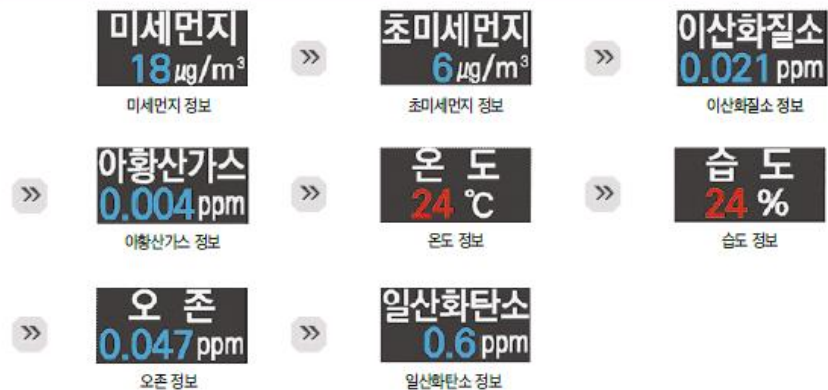 미세먼지
18㎍/m³
미세먼지 정보
»
초미세먼지
6㎍/m³
초미세먼지 정보
»
이산화질소
0.021 ppm
이산화질소 정보
»
아황산가스
0.004 ppm
아황산가스 정보
»
온 도
24 ℃
온도 정보
»
습 도
24 %
습도 정보
»
오 존
0.047 ppm
오존 정보
»
일산화탄소
0.6 ppm
일산화탄소 정보